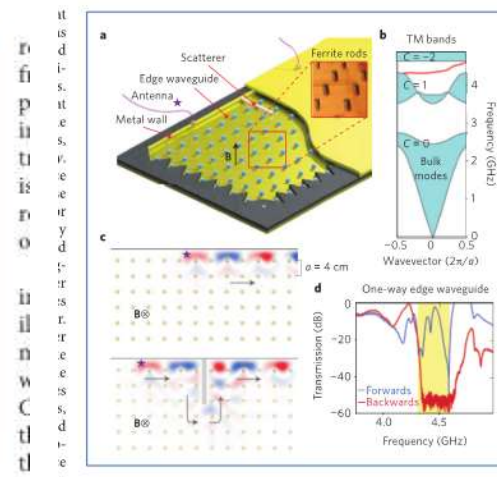 a
Scatterer
Edge waveguide
Antenna
Metal wall
Ferrite rods
B
b
TM bands
C = −2
C = 1
C = 0
Bulk
modes
4
3
2
1
0
Frequency (GHz)
−0.5 0 0.5
Wavevector (2π/a)
c
a = 4 cm
B⊗
B⊗
d
One-way edge waveguide
0
−20
−40
−60
Transmission (dB)
Forwards
Backwards
4.0 4.5
Frequency (GHz)